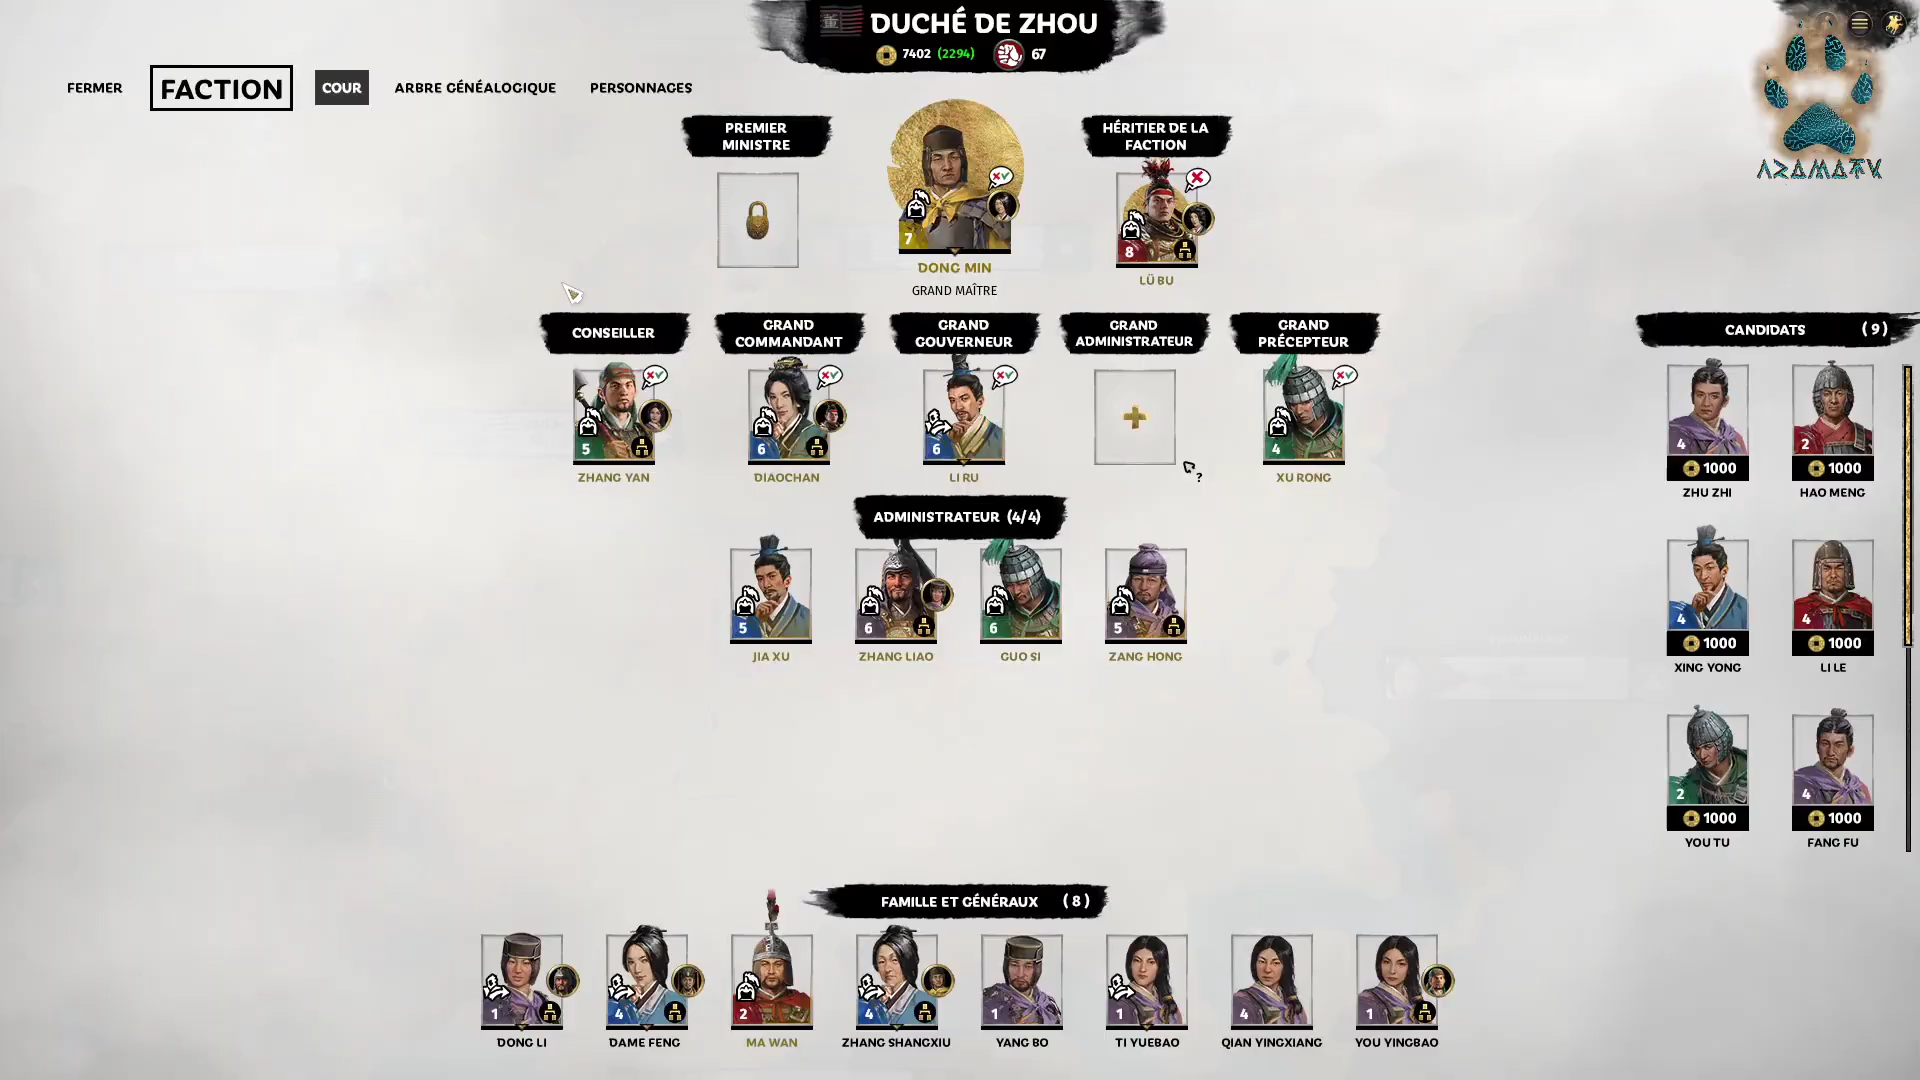 DUCHÉ DE ZHOU
7402 (2294) 67
FERMER FACTION COUR ARBRE GÉNÉALOGIQUE PERSONNAGES
AZAMATV
PREMIER
MINISTRE
7
DONG MIN
GRAND MAÎTRE
HÉRITIER DE LA
FACTION
8
LÜ BU
CONSEILLER
5
ZHANG YAN
GRAND
COMMANDANT
6
DIAOCHAN
GRAND
GOUVERNEUR
6
LI RU
GRAND
ADMINISTRATEUR
?
GRAND
PRÉCEPTEUR
4
XU RONG
ADMINISTRATEUR (4/4)
5
JIA XU
6
ZHANG LIAO
6
GUO SI
5
ZANG HONG
CANDIDATS (9)
4
1000
ZHU ZHI
2
1000
HAO MENG
4
1000
XING YONG
4
1000
LI LE
2
1000
YOU TU
4
1000
FANG FU
FAMILLE ET GÉNÉRAUX (8)
1
DONG LI
4
DAME FENG
2
MA WAN
4
ZHANG SHANGXIU
1
YANG BO
1
TI YUEBAO
4
QIAN YINGXIANG
1
YOU YINGBAO